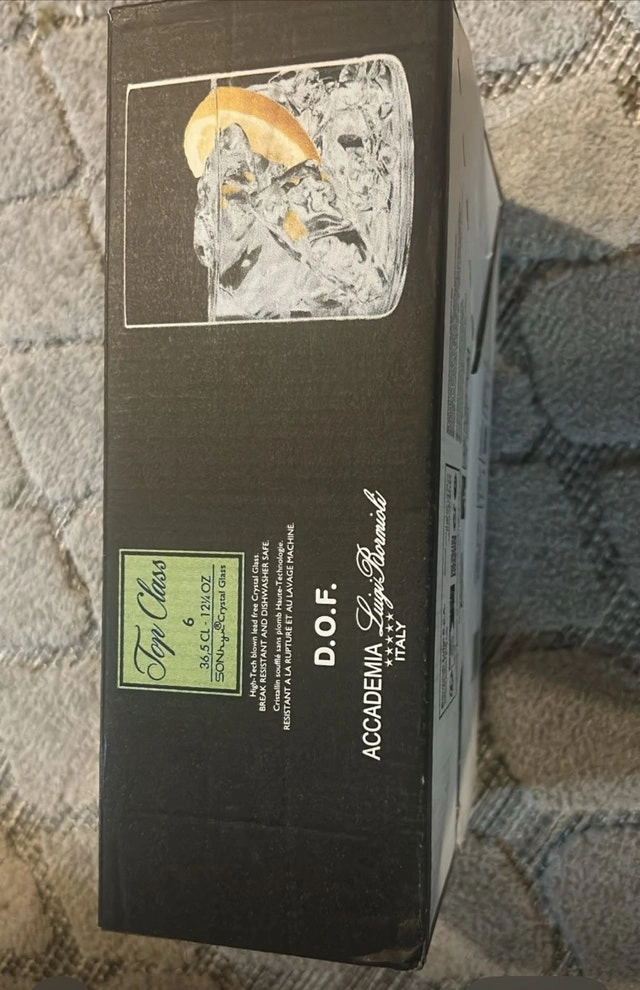 Top Class
6
36,5 CL - 12¼ OZ
SONhyx® Crystal Glass
High-Tech blown lead free Crystal Glass.
BREAK RESISTANT AND DISHWASHER SAFE.
Cristallin soufflé sans plomb Haute-Technologie.
RESISTANT A LA RUPTURE ET AU LAVAGE MACHINE.
D.O.F.
ACCADEMIA Luigi Bormioli
ITALY